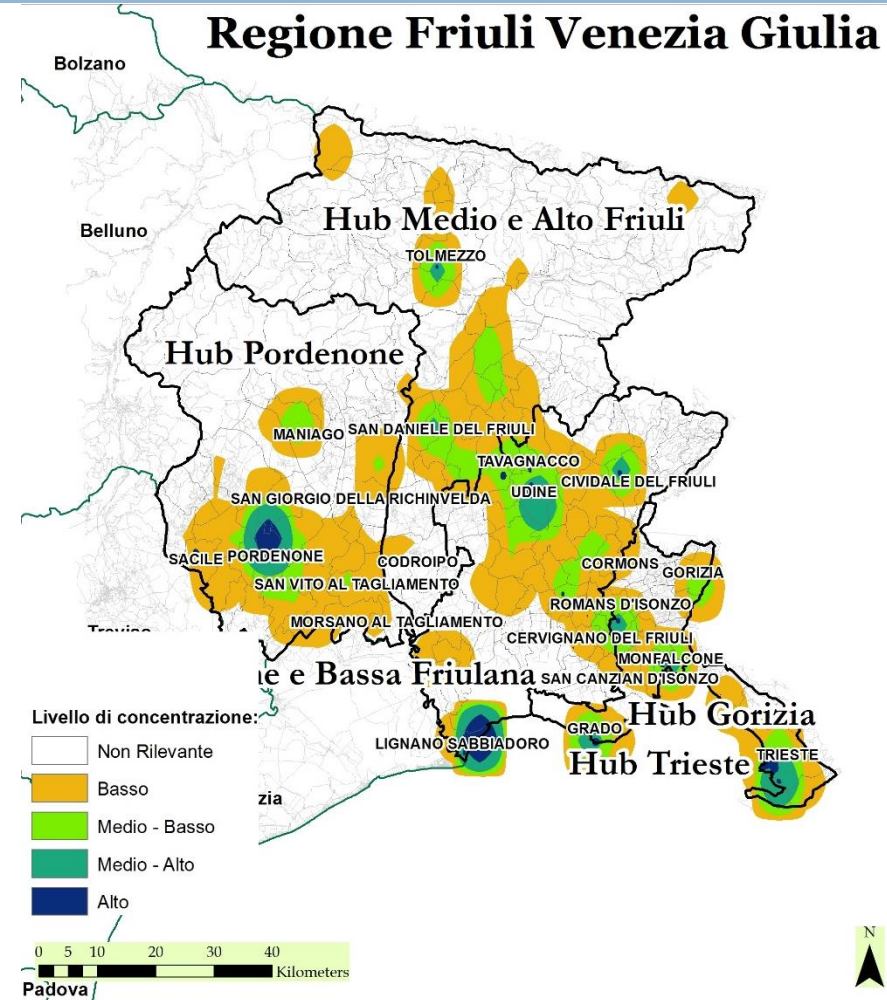 Regione Friuli Venezia Giulia
Bolzano
Belluno
Hub Medio e Alto Friuli
TOLMEZZO
Hub Pordenone
MANIAGO
SAN DANIELE DEL FRIULI
TAVAGNACCO
CIVIDALE DEL FRIULI
UDINE
SAN GIORGIO DELLA RICHINVELDA
SACILE
PORDENONE
CODROIPO
CORMONS
GORIZIA
SAN VITO AL TAGLIAMENTO
ROMANS D'ISONZO
MORSANO AL TAGLIAMENTO
CERVIGNANO DEL FRIULI
MONFALCONE
e Bassa Friulana
SAN CANZIAN D'ISONZO
Hub Gorizia
GRADO
LIGNANO SABBIADORO
Hub Trieste
TRIESTE
Livello di concentrazione:
Non Rilevante
Basso
zia
Medio - Basso
Medio - Alto
Alto
0 5 10 20 30 40
Kilometers
Padova
N